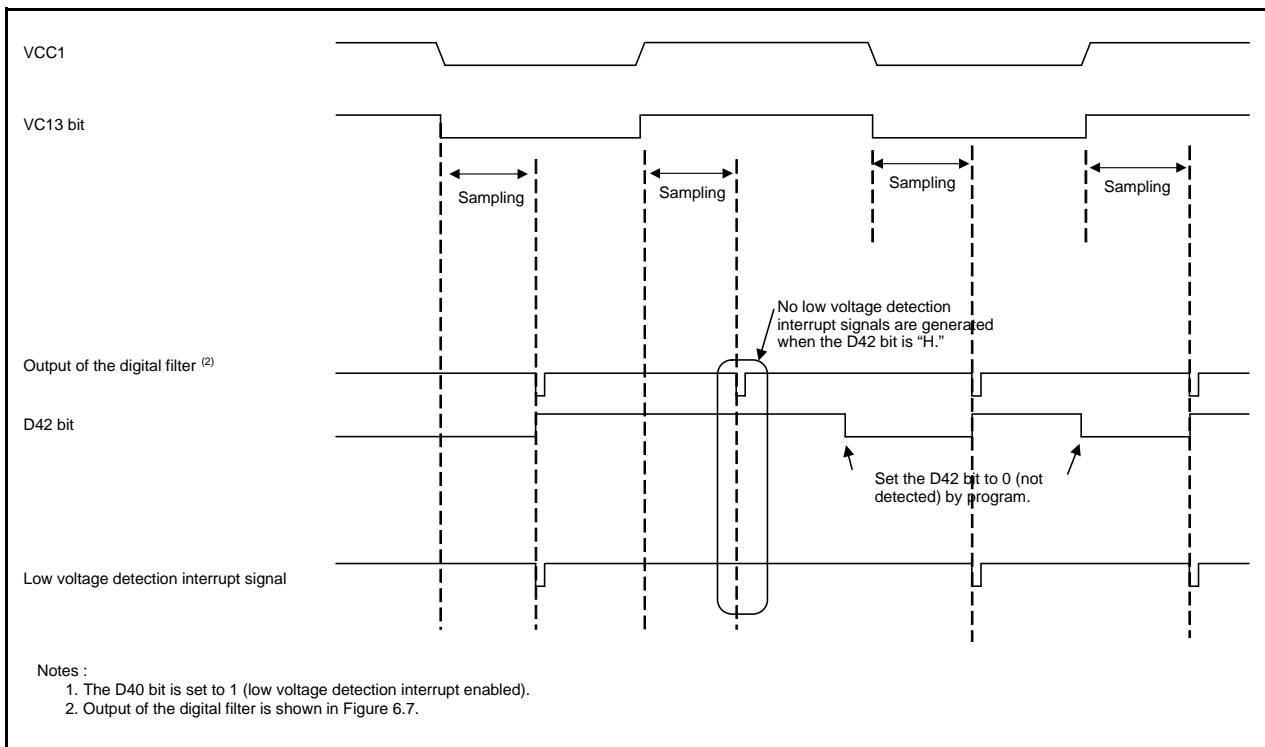 VCC1
VC13 bit
Sampling
Sampling
Sampling
Sampling
No low voltage detection
interrupt signals are generated
when the D42 bit is “H.”
Output of the digital filter (2)
D42 bit
Set the D42 bit to 0 (not
detected) by program.
Low voltage detection interrupt signal
Notes :
1. The D40 bit is set to 1 (low voltage detection interrupt enabled).
2. Output of the digital filter is shown in Figure 6.7.